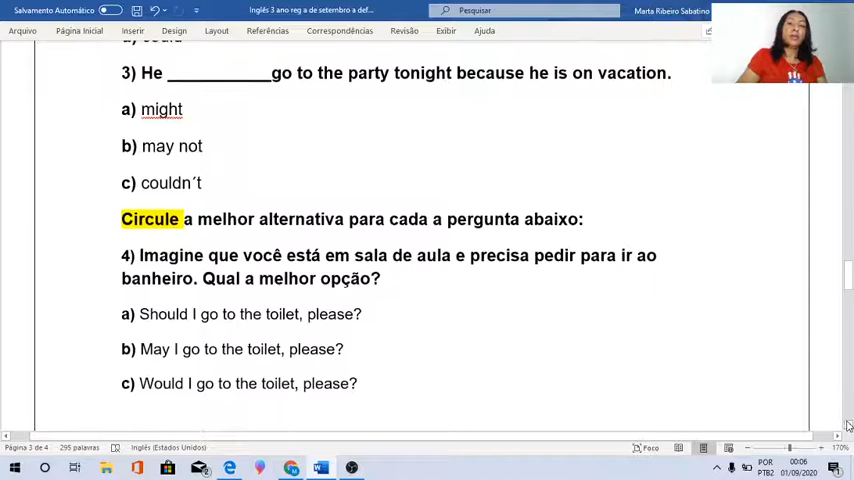 Salvamento Automático
Inglês 3 ano reg a de setembro a def...
Pesquisar
Marta Ribeiro Sabatino
Arquivo Página Inicial Inserir Desenhar Design Layout Referências Correspondências Revisão Exibir Ajuda
3) He ___________go to the party tonight because he is on vacation.
a) might
b) may not
c) couldn´t
Circule a melhor alternativa para cada a pergunta abaixo:
4) Imagine que você está em sala de aula e precisa pedir para ir ao
banheiro. Qual a melhor opção?
a) Should I go to the toilet, please?
b) May I go to the toilet, please?
c) Would I go to the toilet, please?
Página 3 de 4 295 palavras Inglês (Estados Unidos) Foco 170%
POR 00:06
PTB2 01/09/2020